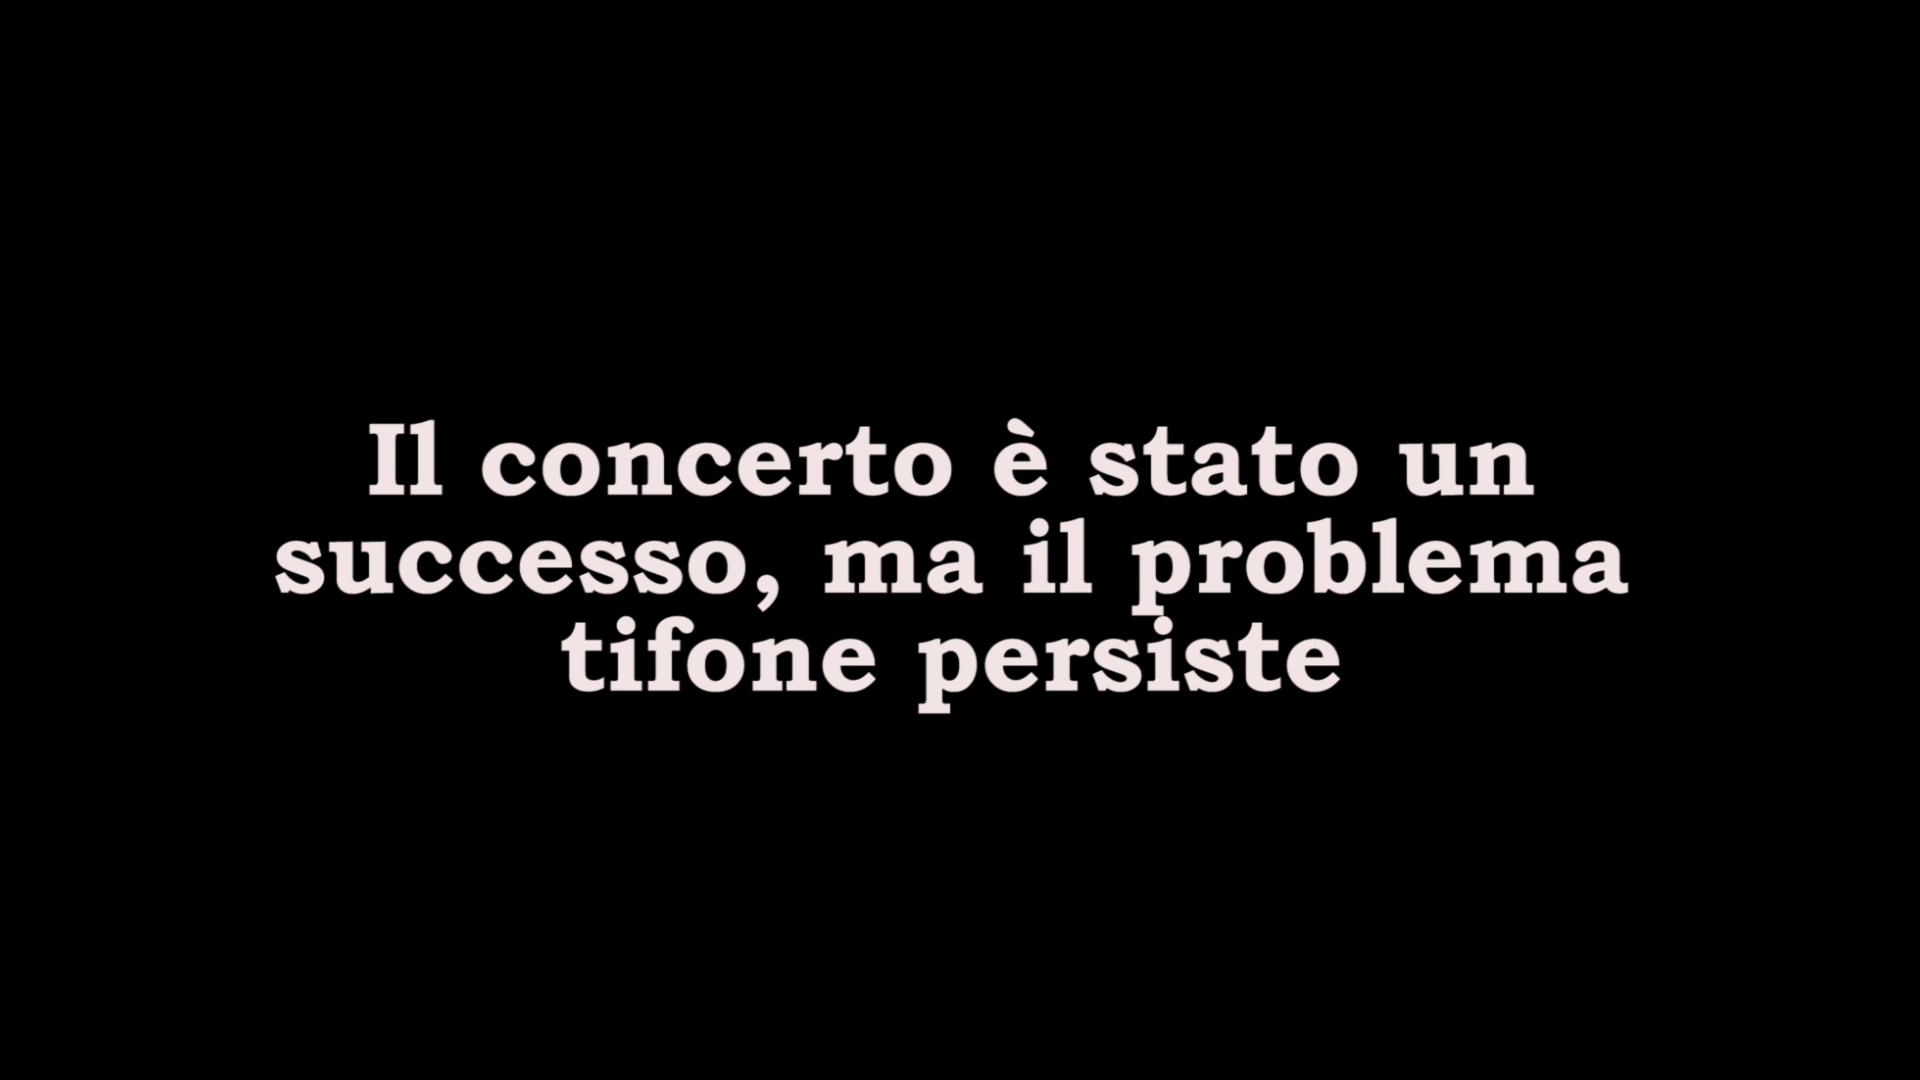 Il concerto è stato un
successo, ma il problema
tifone persiste